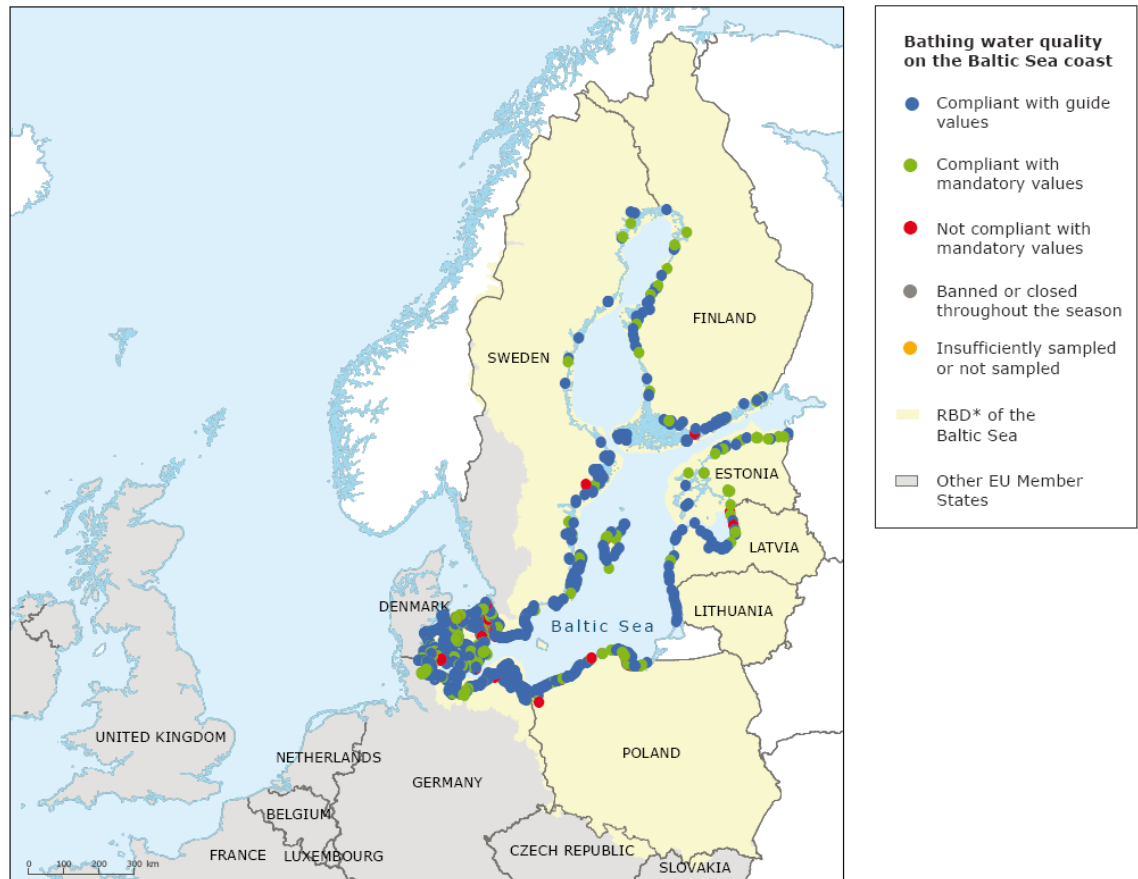 FINLAND
SWEDEN
ESTONIA
LATVIA
DENMARK
LITHUANIA
Baltic Sea
UNITED KINGDOM
NETHERLANDS
POLAND
GERMANY
BELGIUM
FRANCE
LUXEMBOURG
CZECH REPUBLIC
SLOVAKIA
0 100 200 300 km
Bathing water quality
on the Baltic Sea coast
Compliant with guide
values
Compliant with
mandatory values
Not compliant with
mandatory values
Banned or closed
throughout the season
Insufficiently sampled
or not sampled
RBD* of the
Baltic Sea
Other EU Member
States